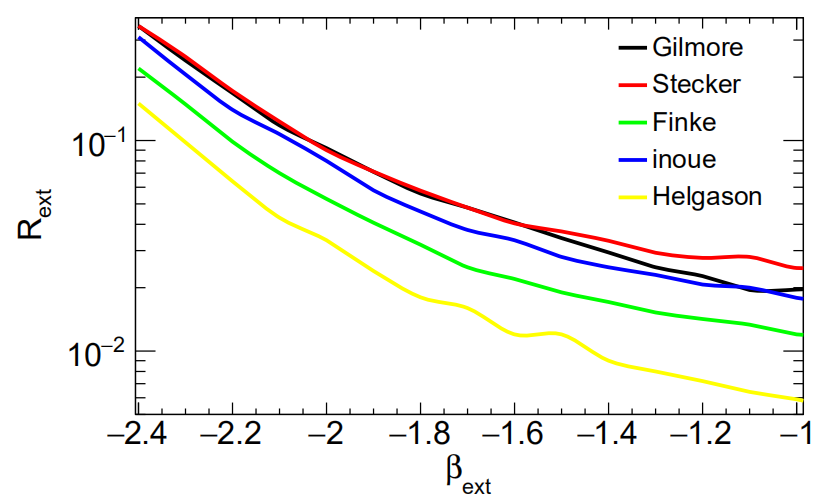 Gilmore
Stecker
Finke
inoue
Helgason
10⁻¹
10⁻²
R_ext
−2.4 −2.2 −2 −1.8 −1.6 −1.4 −1.2 −1
β_ext